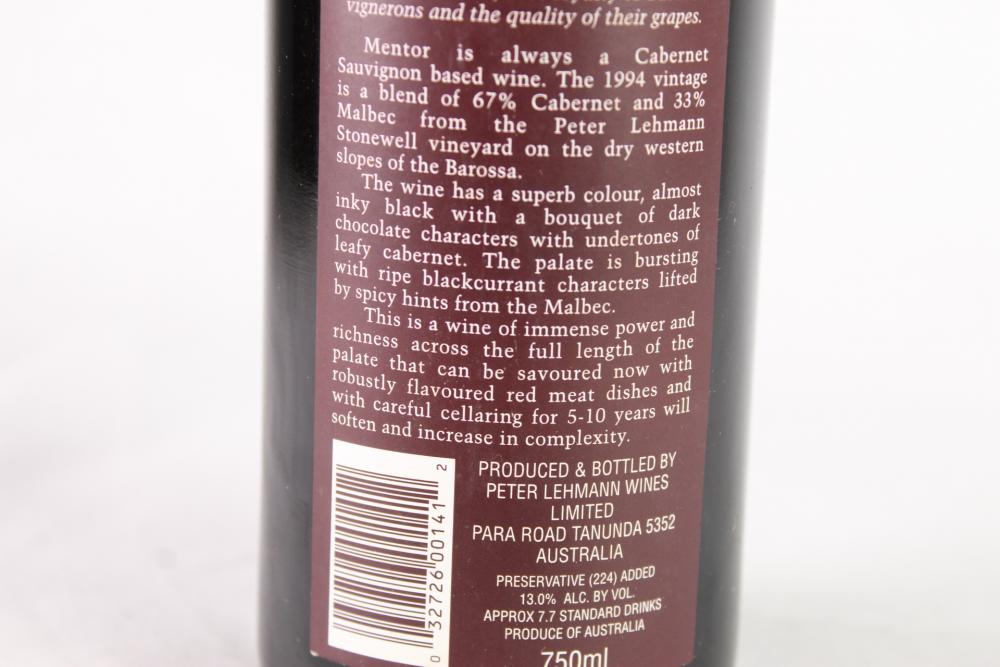 vignerons and the quality of their grapes.
Mentor is always a Cabernet
Sauvignon based wine. The 1994 vintage
is a blend of 67% Cabernet and 33%
Malbec from the Peter Lehmann
Stonewell vineyard on the dry western
slopes of the Barossa.
The wine has a superb colour, almost
inky black with a bouquet of dark
chocolate characters with undertones of
leafy cabernet. The palate is bursting
with ripe blackcurrant characters lifted
by spicy hints from the Malbec.
This is a wine of immense power and
richness across the full length of the
palate that can be savoured now with
robustly flavoured red meat dishes and
with careful cellaring for 5-10 years will
soften and increase in complexity.
0 32726 00141 2
PRODUCED & BOTTLED BY
PETER LEHMANN WINES
LIMITED
PARA ROAD TANUNDA 5352
AUSTRALIA
PRESERVATIVE (224) ADDED
13.0% ALC. BY VOL.
APPROX 7.7 STANDARD DRINKS
PRODUCE OF AUSTRALIA
750ml